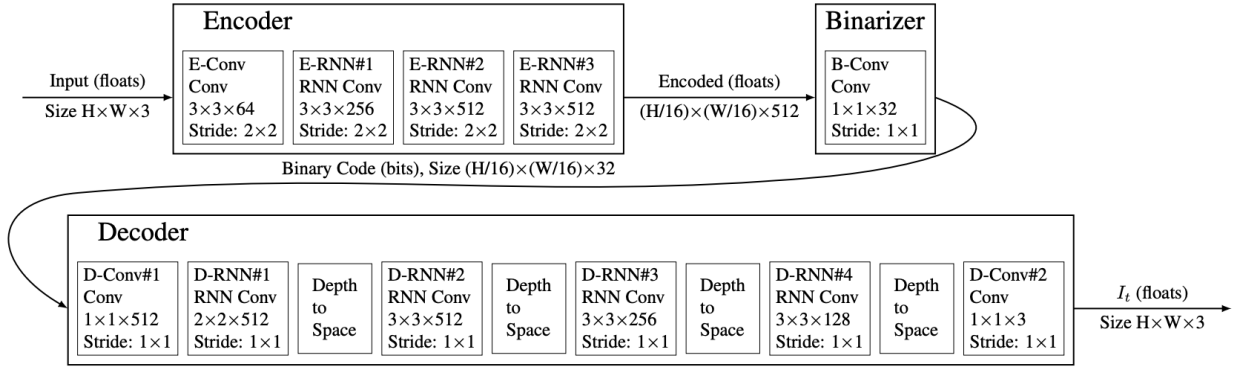 Encoder
E-Conv
Conv
3×3×64
Stride: 2×2
E-RNN#1
RNN Conv
3×3×256
Stride: 2×2
E-RNN#2
RNN Conv
3×3×512
Stride: 2×2
E-RNN#3
RNN Conv
3×3×512
Stride: 2×2
Input (floats)
Size H×W×3
Encoded (floats)
(H/16)×(W/16)×512
Binarizer
B-Conv
Conv
1×1×32
Stride: 1×1
Binary Code (bits), Size (H/16)×(W/16)×32
Decoder
D-Conv#1
Conv
1×1×512
Stride: 1×1
D-RNN#1
RNN Conv
2×2×512
Stride: 1×1
Depth
to
Space
D-RNN#2
RNN Conv
3×3×512
Stride: 1×1
Depth
to
Space
D-RNN#3
RNN Conv
3×3×256
Stride: 1×1
Depth
to
Space
D-RNN#4
RNN Conv
3×3×128
Stride: 1×1
Depth
to
Space
D-Conv#2
Conv
1×1×3
Stride: 1×1
I_t (floats)
Size H×W×3